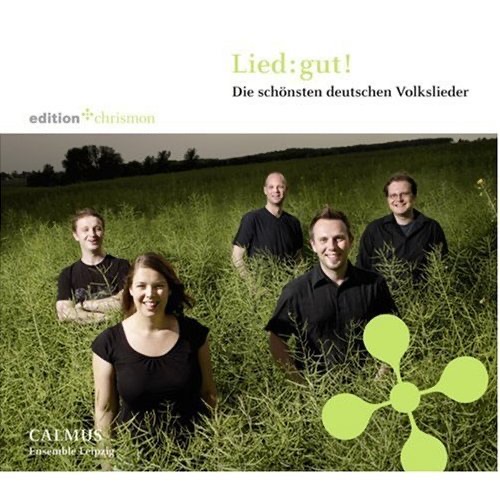 Lied:gut!
Die schönsten deutschen Volkslieder
edition chrismon
CALMUS
Ensemble Leipzig